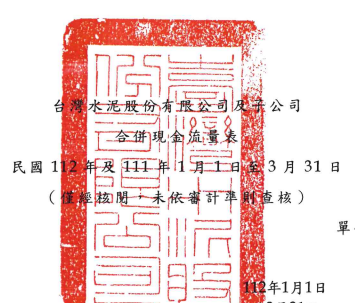 台灣水泥股份有限公司及子公司
合併現金流量表
民國 112 年及 111 年 1 月 1 日至 3 月 31 日
（僅經核閱，未依審計準則查核）
單
112年1月1日